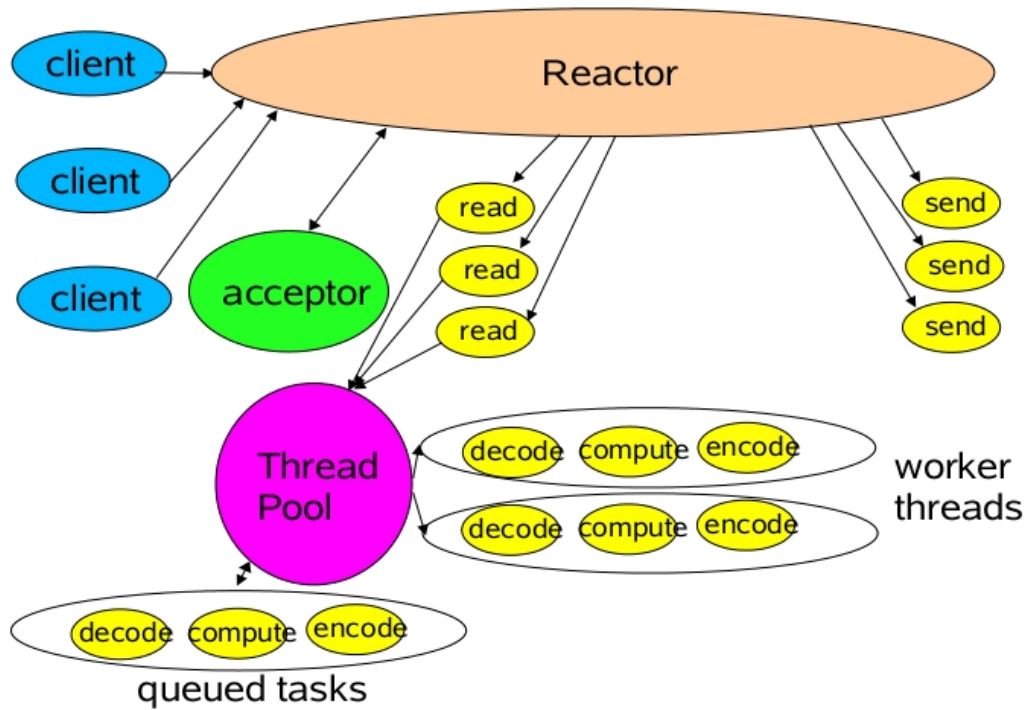 client
Reactor
client
client
acceptor
read
read
read
send
send
send
Thread
Pool
decode compute encode
decode compute encode
worker
threads
decode compute encode
queued tasks